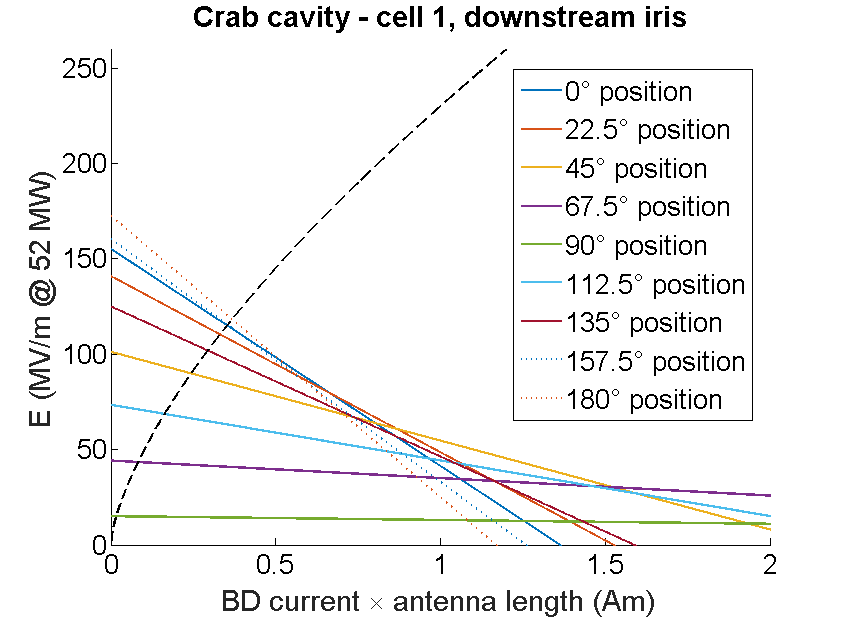 Crab cavity - cell 1, downstream iris
E (MV/m @ 52 MW)
250
200
150
100
50
0
0° position
22.5° position
45° position
67.5° position
90° position
112.5° position
135° position
157.5° position
180° position
0 0.5 1 1.5 2
BD current × antenna length (Am)